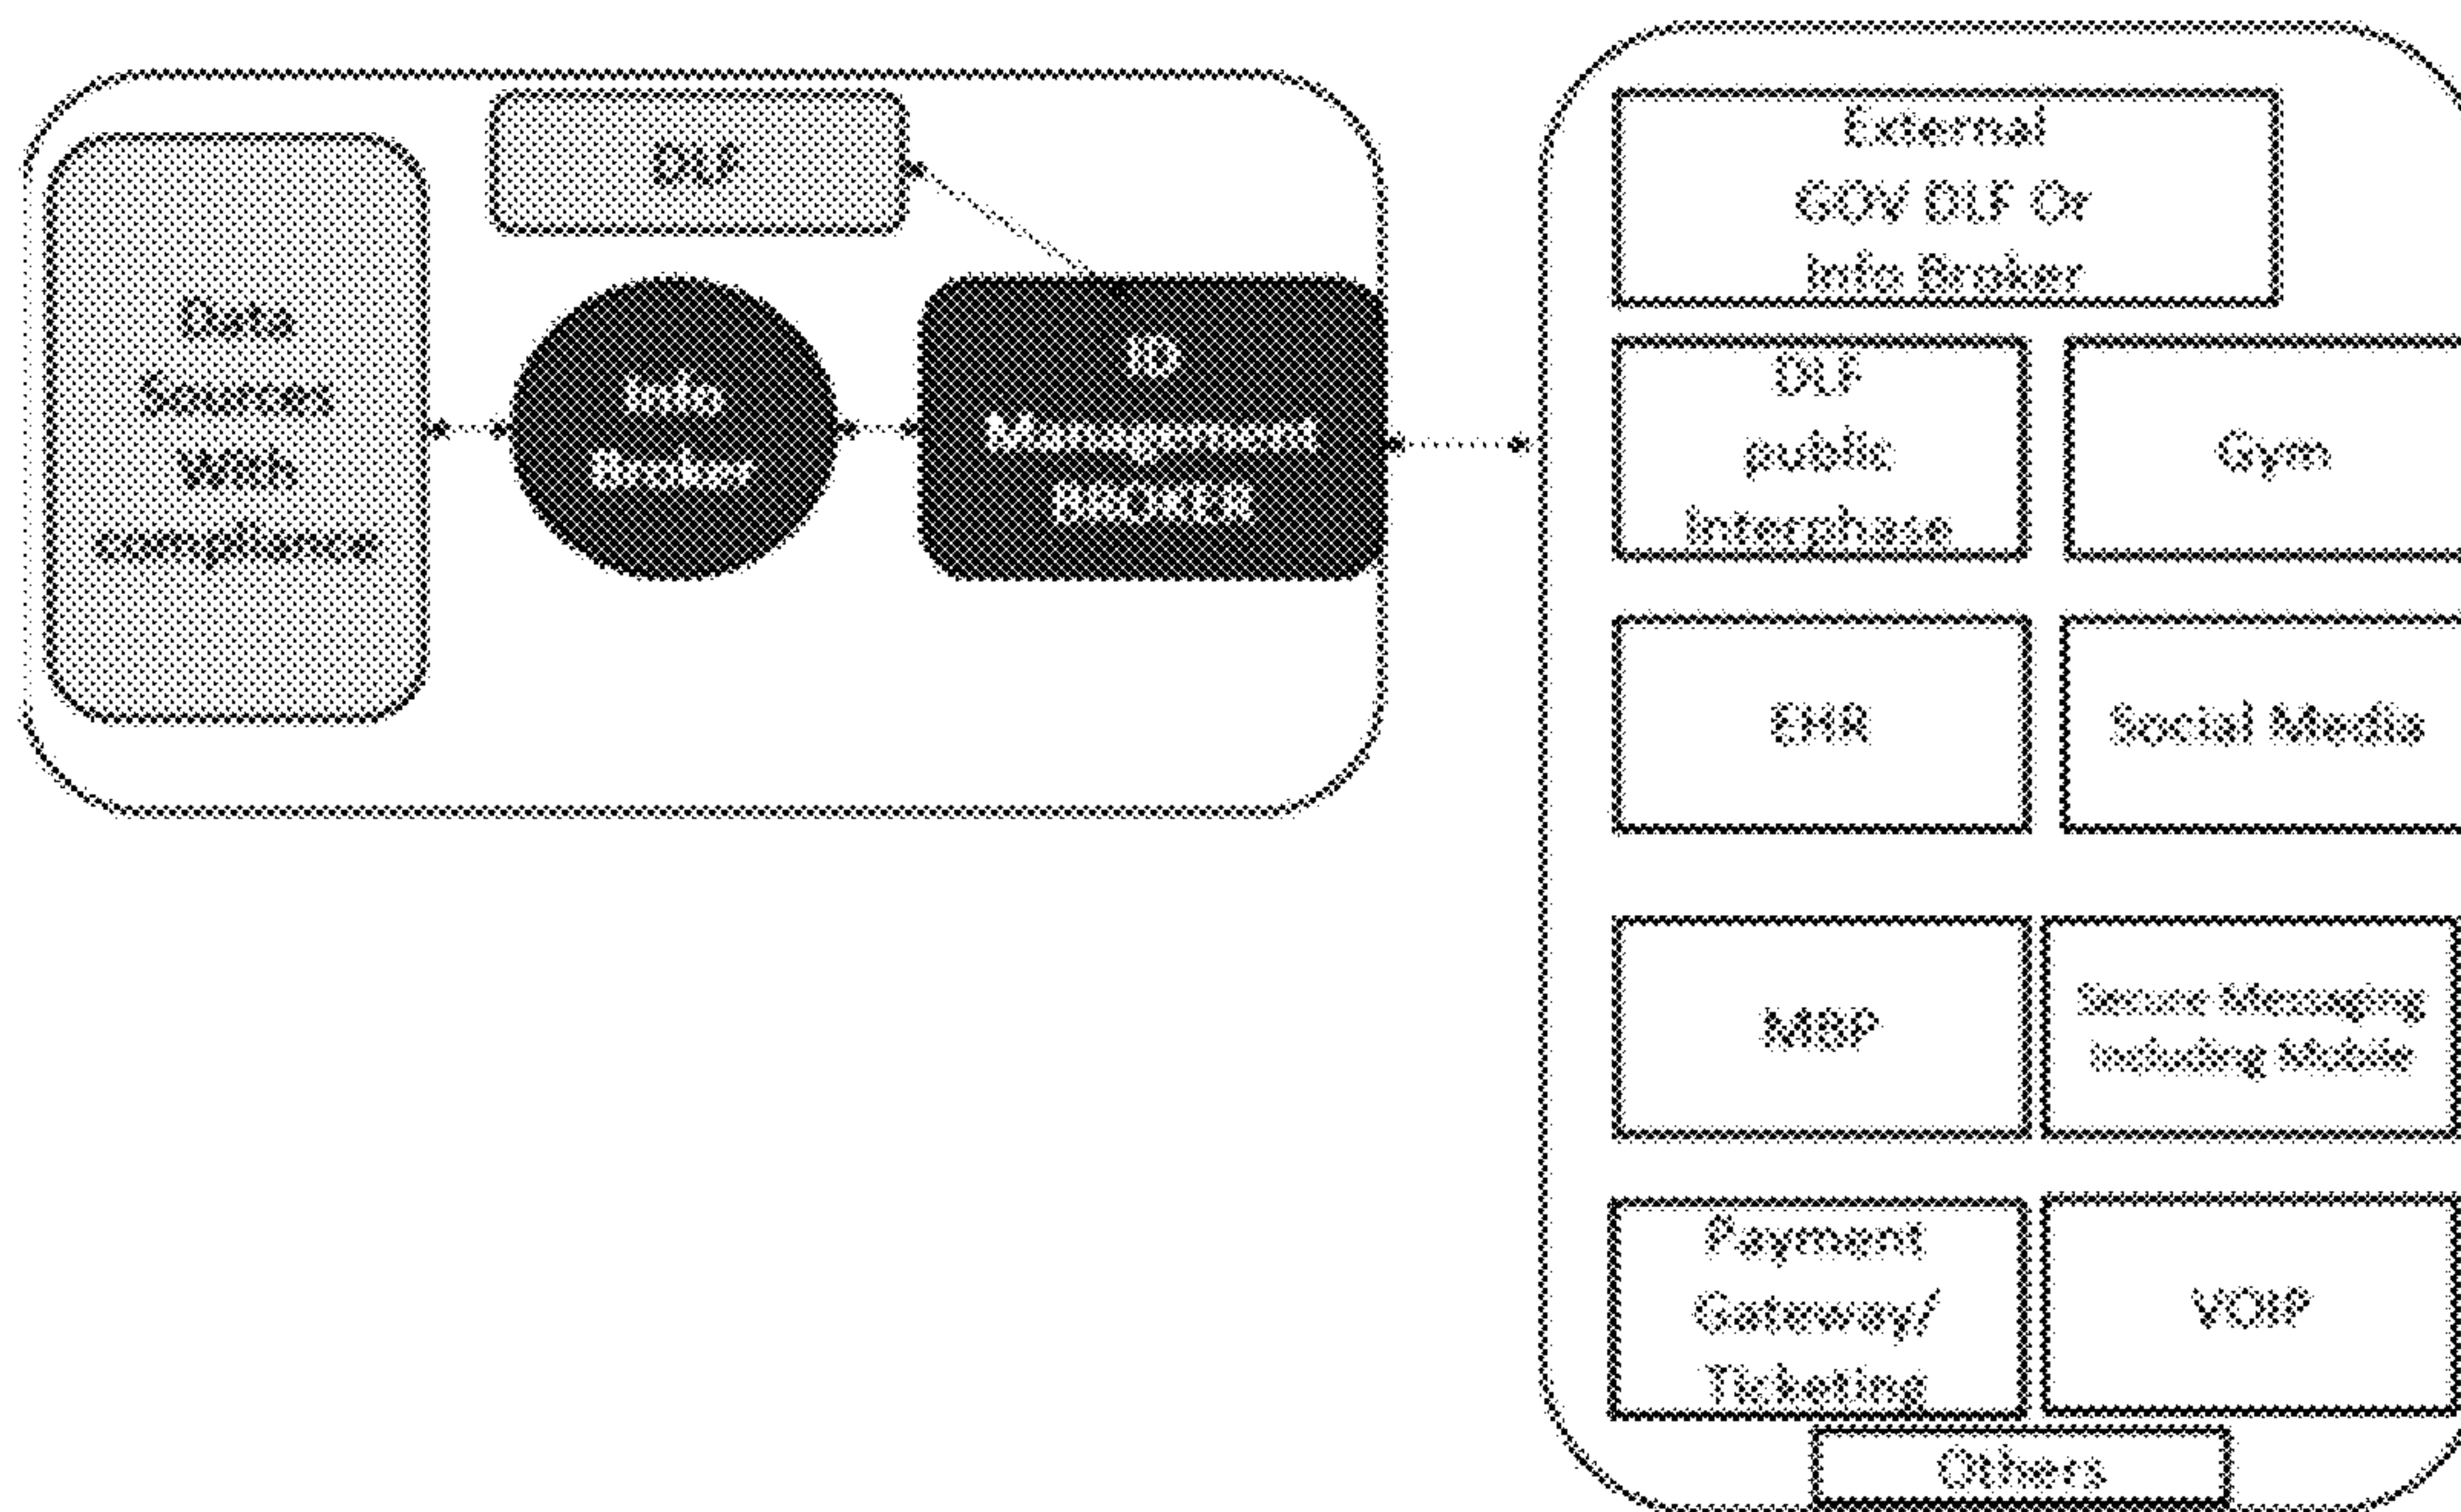 DLF
Data
Sources
With
compliance
Info
Broker
ID
Management
BROKER
External
GOV DLF Or
Info Broker
DLF
public
Interphase
Gym
EHR
Social Media
MBP
Secure Messaging
including Mobile
Payment
Gateway/
Ticketing
VOIP
Others